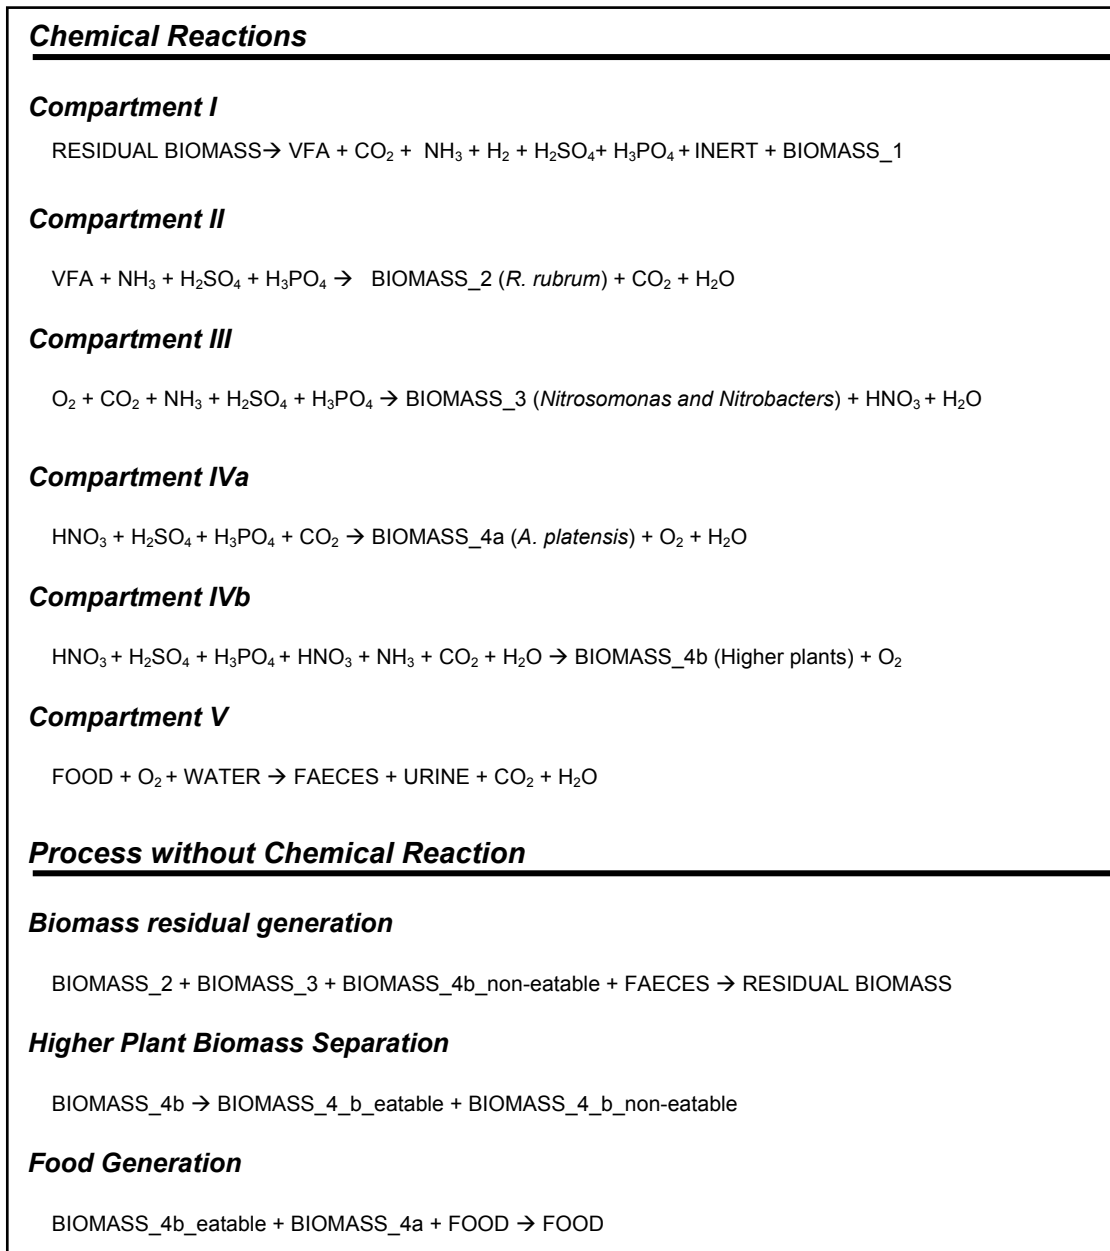 Chemical Reactions
Compartment I
RESIDUAL BIOMASS→ VFA + CO₂ + NH₃ + H₂ + H₂SO₄+ H₃PO₄ + INERT + BIOMASS_1
Compartment II
VFA + NH₃ + H₂SO₄ + H₃PO₄ → BIOMASS_2 (R. rubrum) + CO₂ + H₂O
Compartment III
O₂ + CO₂ + NH₃ + H₂SO₄ + H₃PO₄ → BIOMASS_3 (Nitrosomonas and Nitrobacters) + HNO₃ + H₂O
Compartment IVa
HNO₃ + H₂SO₄ + H₃PO₄ + CO₂ → BIOMASS_4a (A. platensis) + O₂ + H₂O
Compartment IVb
HNO₃ + H₂SO₄ + H₃PO₄ + HNO₃ + NH₃ + CO₂ + H₂O → BIOMASS_4b (Higher plants) + O₂
Compartment V
FOOD + O₂ + WATER → FAECES + URINE + CO₂ + H₂O
Process without Chemical Reaction
Biomass residual generation
BIOMASS_2 + BIOMASS_3 + BIOMASS_4b_non-eatable + FAECES → RESIDUAL BIOMASS
Higher Plant Biomass Separation
BIOMASS_4b → BIOMASS_4_b_eatable + BIOMASS_4_b_non-eatable
Food Generation
BIOMASS_4b_eatable + BIOMASS_4a + FOOD → FOOD